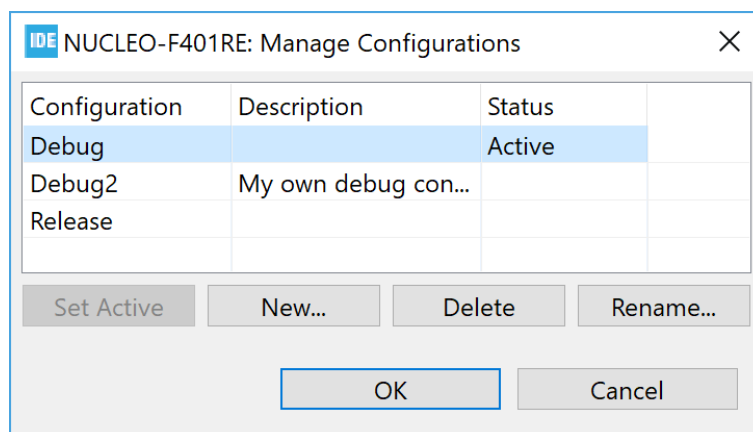 IDE NUCLEO-F401RE: Manage Configurations
Configuration Description Status
Debug Active
Debug2 My own debug con...
Release
Set Active New... Delete Rename...
OK Cancel